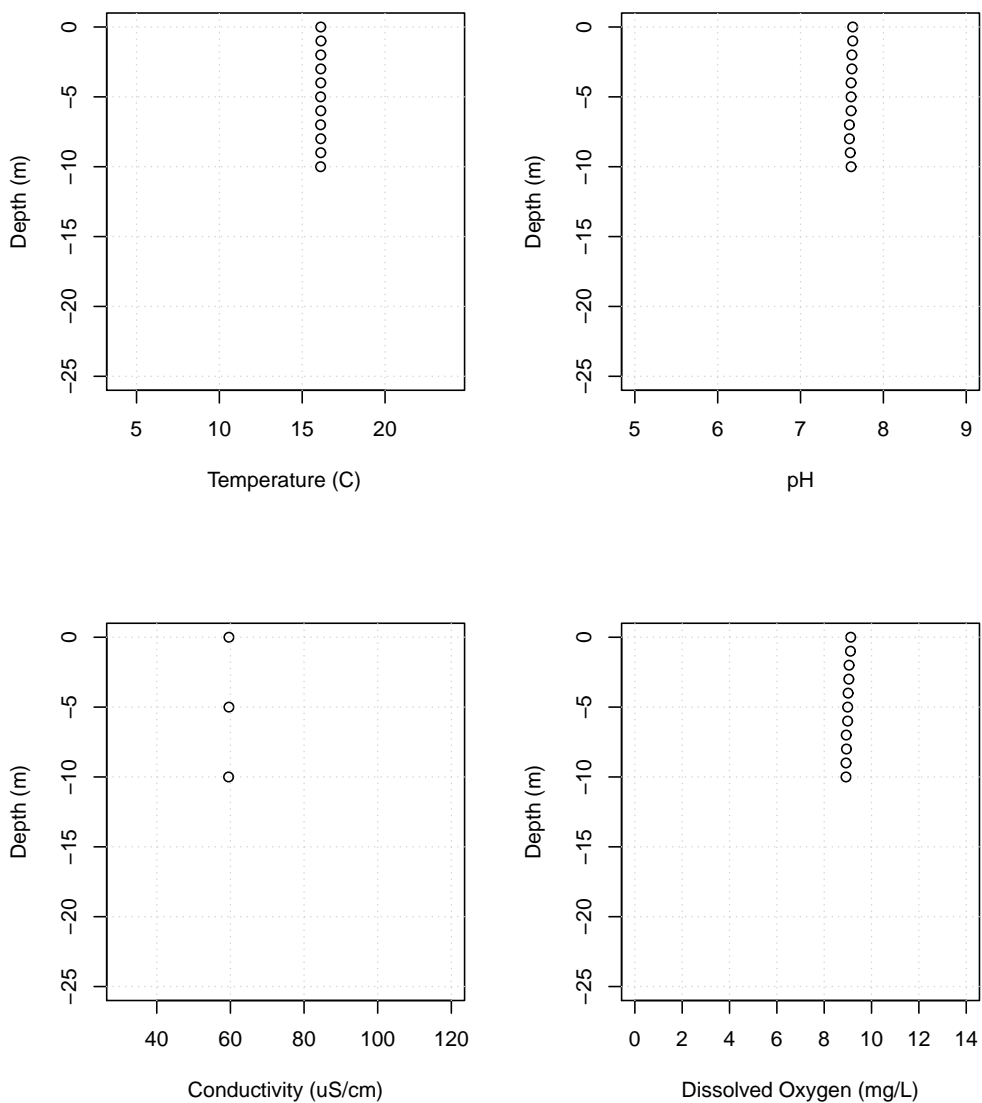 0
−5
−10
−15
−20
−25
Depth (m)
5 10 15 20
Temperature (C)
0
−5
−10
−15
−20
−25
Depth (m)
5 6 7 8 9
pH
0
−5
−10
−15
−20
−25
Depth (m)
40 60 80 100 120
Conductivity (uS/cm)
0
−5
−10
−15
−20
−25
Depth (m)
0 2 4 6 8 10 12 14
Dissolved Oxygen (mg/L)